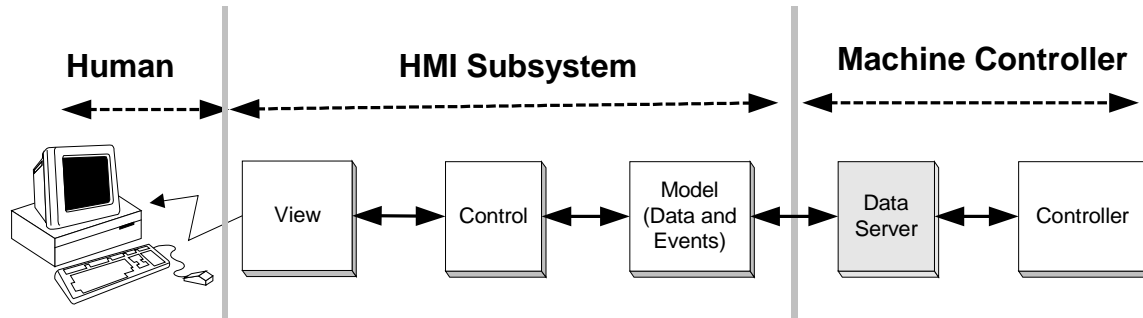 Human
HMI Subsystem
Machine Controller
View
Control
Model
(Data and
Events)
Data
Server
Controller